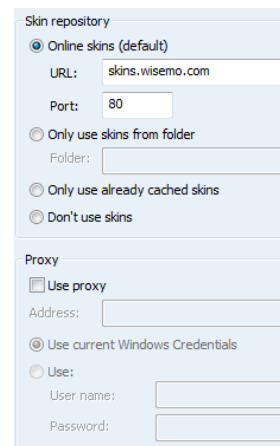 Skin repository
Online skins (default)
URL: skins.wisemo.com
Port: 80
Only use skins from folder
Folder:
Only use already cached skins
Don't use skins
Proxy
Use proxy
Address:
Use current Windows Credentials
Use:
User name:
Password: